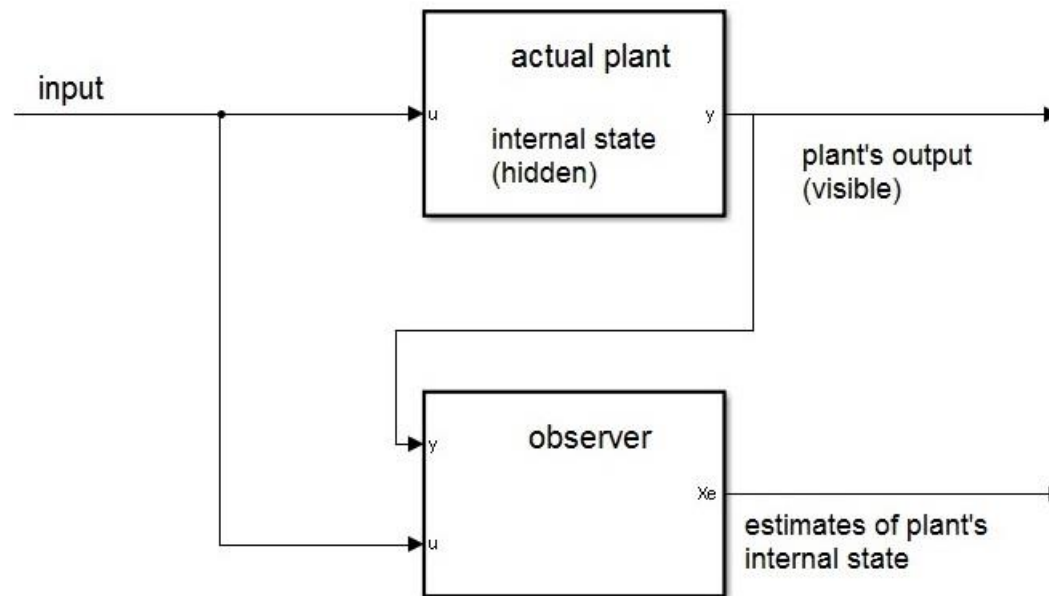 actual plant
input
u
y
internal state
(hidden)
plant's output
(visible)
y
observer
Xe
u
estimates of plant's
internal state